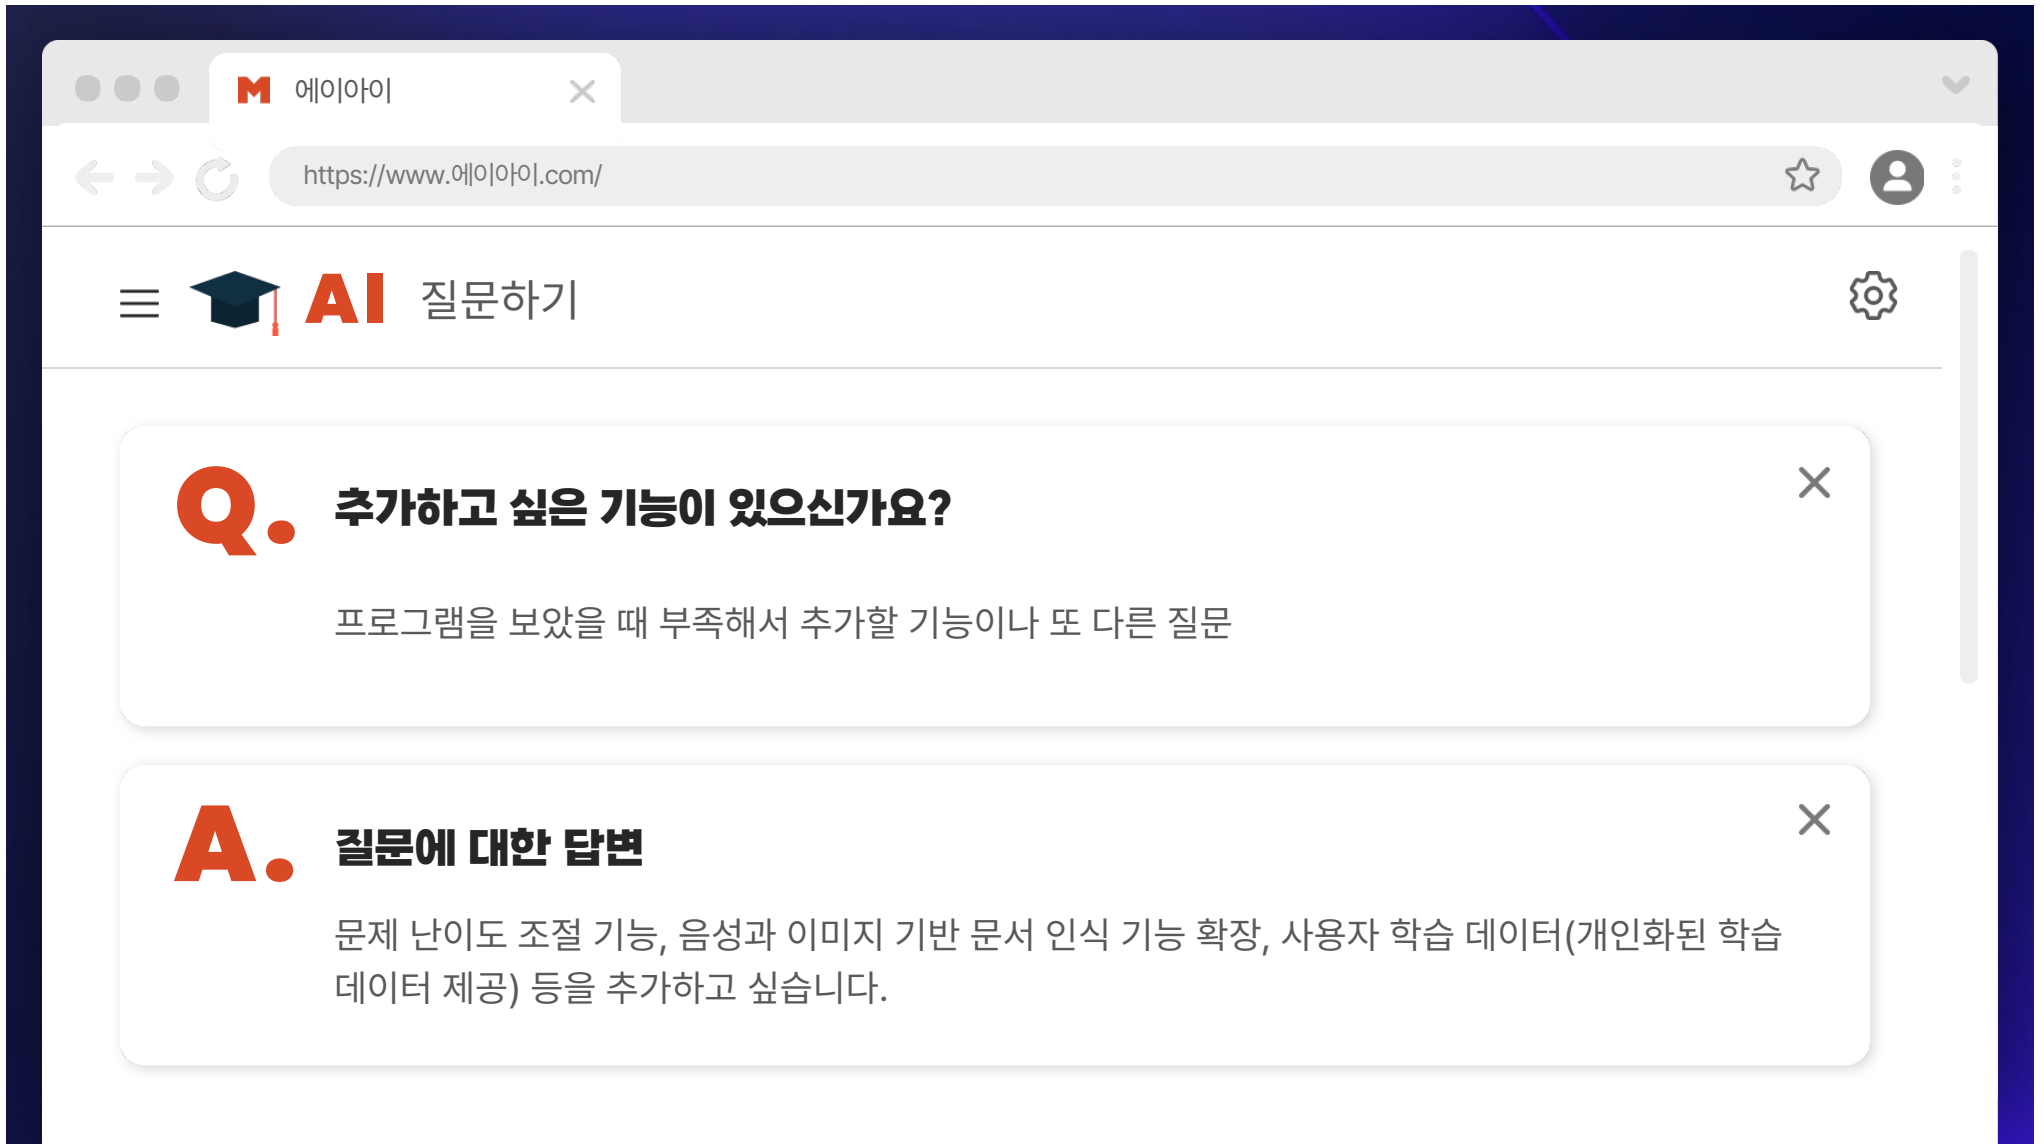 에이아이
https://www.에이아이.com/
AI 질문하기
Q. 추가하고 싶은 기능이 있으신가요?
프로그램을 보았을 때 부족해서 추가할 기능이나 또 다른 질문
A. 질문에 대한 답변
문제 난이도 조절 기능, 음성과 이미지 기반 문서 인식 기능 확장, 사용자 학습 데이터(개인화된 학습
데이터 제공) 등을 추가하고 싶습니다.